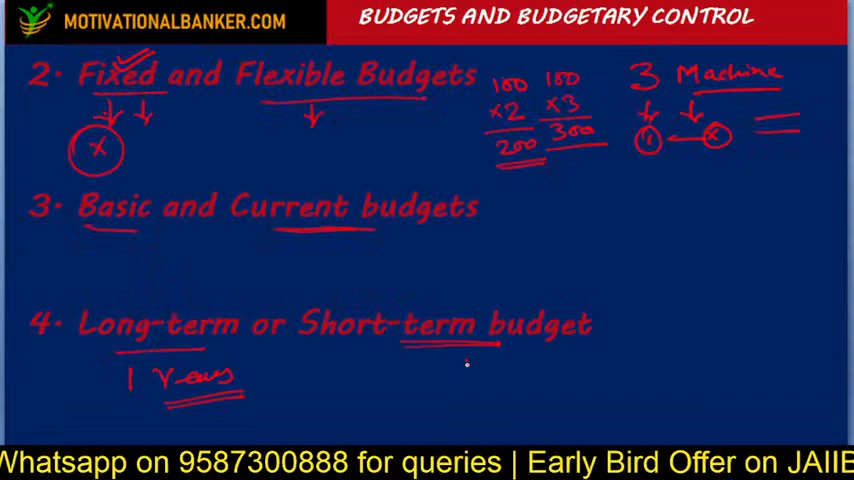 MOTIVATIONALBANKER.COM
BUDGETS AND BUDGETARY CONTROL
2. Fixed and Flexible Budgets
100 100
×2 ×3
200 300
3 Machine
3. Basic and Current budgets
4. Long-term or Short-term budget
1 Years
Whatsapp on 9587300888 for queries | Early Bird Offer on JAIIB